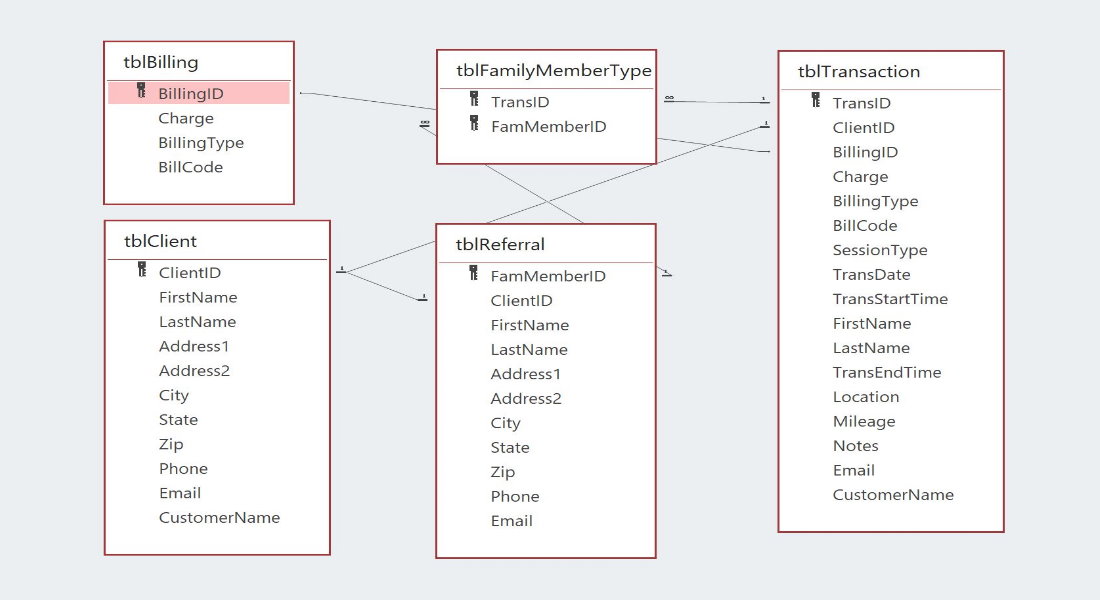 tblBilling
BillingID
Charge
BillingType
BillCode
tblFamilyMemberType
TransID
FamMemberID
tblTransaction
TransID
ClientID
BillingID
Charge
BillingType
BillCode
SessionType
TransDate
TransStartTime
FirstName
LastName
TransEndTime
Location
Mileage
Notes
Email
CustomerName
tblClient
ClientID
FirstName
LastName
Address1
Address2
City
State
Zip
Phone
Email
CustomerName
tblReferral
FamMemberID
ClientID
FirstName
LastName
Address1
Address2
City
State
Zip
Phone
Email
∞
1
∞
1
1
1
1